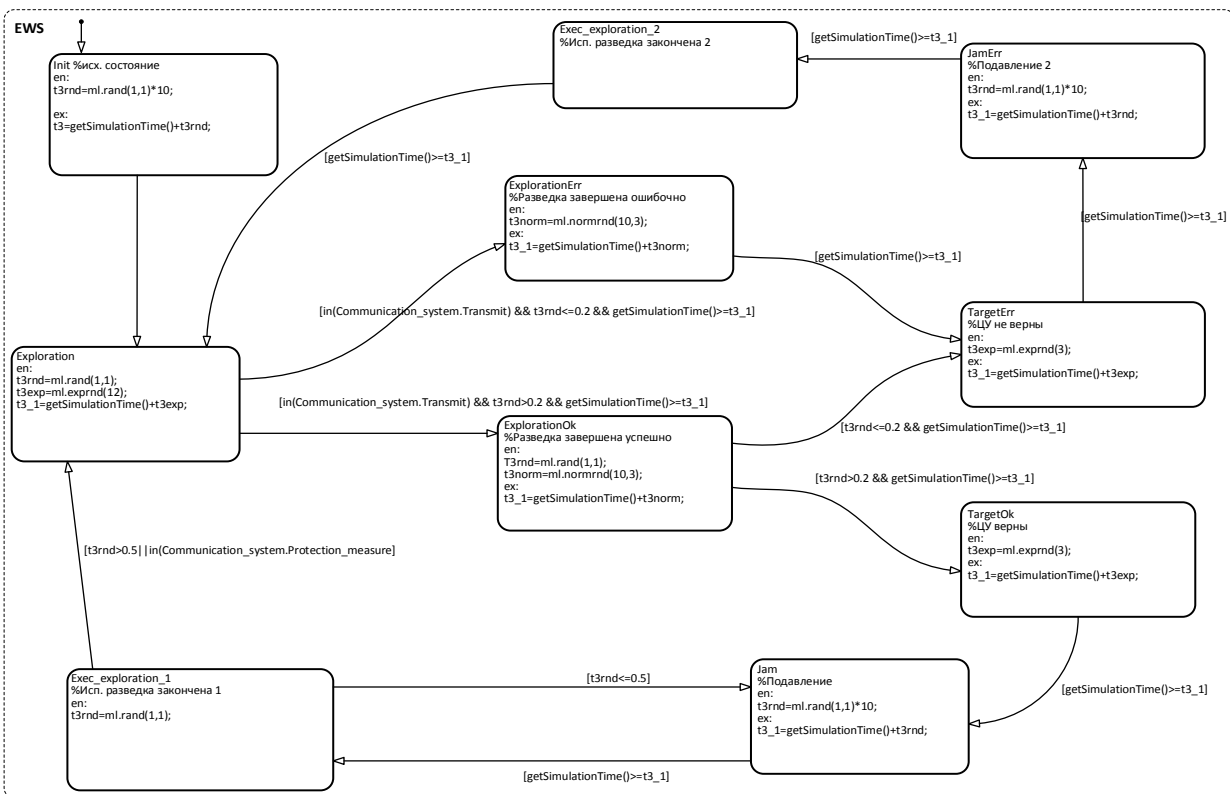 EWS
Init %исх. состояние
en:
t3rnd=ml.rand(1,1)*10;
ex:
t3=getSimulationTime()+t3rnd;
Exec_exploration_2
%Исп. разведка закончена 2
[getSimulationTime()>=t3_1]
JamErr
%Подавление 2
en:
t3rnd=ml.rand(1,1)*10;
ex:
t3_1=getSimulationTime()+t3rnd;
[getSimulationTime()>=t3_1]
ExplorationErr
%Разведка завершена ошибочно
en:
t3norm=ml.normrnd(10,3);
ex:
t3_1=getSimulationTime()+t3norm;
[getSimulationTime()>=t3_1]
[getSimulationTime()>=t3_1]
[in(Communication_system.Transmit) && t3rnd<=0.2 && getSimulationTime()>=t3_1]
TargetErr
%ЦУ не верны
en:
t3exp=ml.exprnd(3);
ex:
t3_1=getSimulationTime()+t3exp;
Exploration
en:
t3rnd=ml.rand(1,1);
t3exp=ml.exprnd(12);
t3_1=getSimulationTime()+t3exp;
[in(Communication_system.Transmit) && t3rnd>0.2 && getSimulationTime()>=t3_1]
ExplorationOk
%Разведка завершена успешно
en:
T3rnd=ml.rand(1,1);
t3norm=ml.normrnd(10,3);
ex:
t3_1=getSimulationTime()+t3norm;
[t3rnd<=0.2 && getSimulationTime()>=t3_1]
[t3rnd>0.2 && getSimulationTime()>=t3_1]
TargetOk
%ЦУ верны
en:
t3exp=ml.exprnd(3);
ex:
t3_1=getSimulationTime()+t3exp;
[t3rnd>0.5||in(Communication_system.Protection_measure]
Exec_exploration_1
%Исп. разведка закончена 1
en:
t3rnd=ml.rand(1,1);
[t3rnd<=0.5]
Jam
%Подавление
en:
t3rnd=ml.rand(1,1)*10;
ex:
t3_1=getSimulationTime()+t3rnd;
[getSimulationTime()>=t3_1]
[getSimulationTime()>=t3_1]